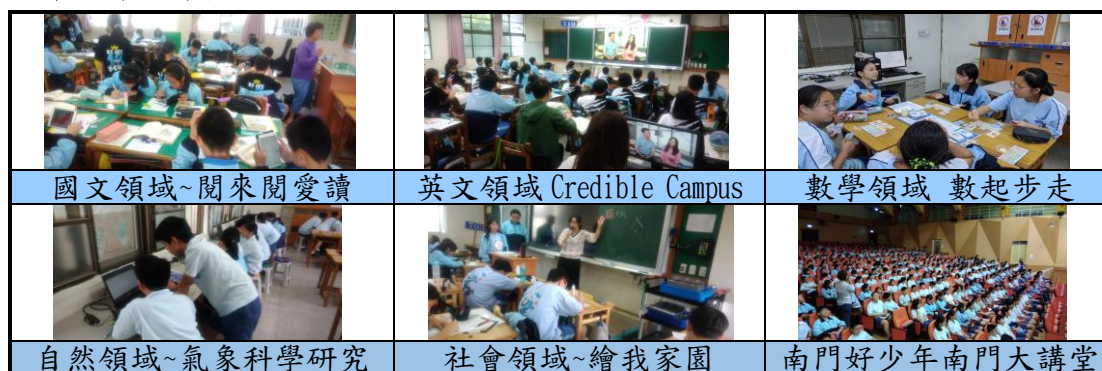 國文領域~閱來閱愛讀
英文領域 Credible Campus
數學領域 數起步走
自然領域~氣象科學研究
社會領域~繪我家園
南門好少年南門大講堂